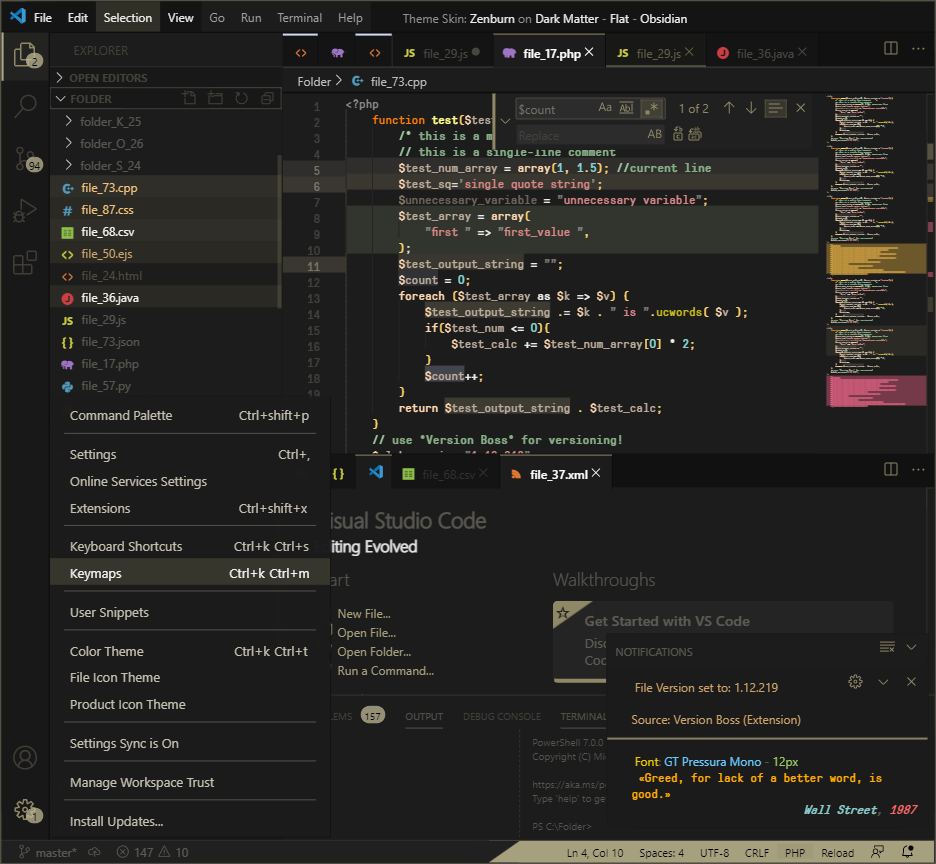 File Edit Selection View Go Run Terminal Help Theme Skin: Zenburn on Dark Matter - Flat - Obsidian
2
EXPLORER
OPEN EDITORS
FOLDER
folder_K_25
folder_O_26
folder_S_24
94
file_73.cpp
file_87.css
file_68.csv
file_50.ejs
file_24.html
file_36.java
file_29.js
file_73.json
file_17.php
file_57.py
JS file_29.js file_17.php JS file_29.js file_36.java
Folder file_73.cpp
$count Aa Ab 1 of 2
Replace AB
1 <?php
2 function test($test
3 /* this is a m
4 // this is a single-line comment
5 $test_num_array = array(1, 1.5); //current line
6 $test_sq='single quote string';
7 $unnecessary_variable = "unnecessary variable";
8 $test_array = array(
9 "first " => "first_value ",
10 );
11 $test_output_string = "";
12 $count = 0;
13 foreach ($test_array as $k => $v) {
14 $test_output_string .= $k . " is ".ucwords( $v );
15 if($test_num <= 0){
16 $test_calc += $test_num_array[0] * 2;
17 }
18 $count++;
19 }
return $test_output_string . $test_calc;
}
// use *Version Boss* for versioning!
Command Palette Ctrl+shift+p
Settings Ctrl+,
Online Services Settings
Extensions Ctrl+shift+x
Keyboard Shortcuts Ctrl+k Ctrl+s
Keymaps Ctrl+k Ctrl+m
User Snippets
Color Theme Ctrl+k Ctrl+t
File Icon Theme
Product Icon Theme
Settings Sync is On
Manage Workspace Trust
Install Updates...
1
{} file_68.csv file_37.xml
isual Studio Code
iting Evolved
art
New File...
Open File...
Open Folder...
Run a Command...
Walkthroughs
Get Started with VS Code
Disc
Coc
LEMS 157 OUTPUT DEBUG CONSOLE TERMINAL
PowerShell 7.0.0
Copyright (C) Mi
https://aka.ms/p
Type 'help' to ge
PS C:\Folder>
NOTIFICATIONS
File Version set to: 1.12.219
Source: Version Boss (Extension)
Font: GT Pressura Mono - 12px
«Greed, for lack of a better word, is
good.»
Wall Street, 1987
master* 147 10 Ln 4, Col 10 Spaces: 4 UTF-8 CRLF PHP Reload